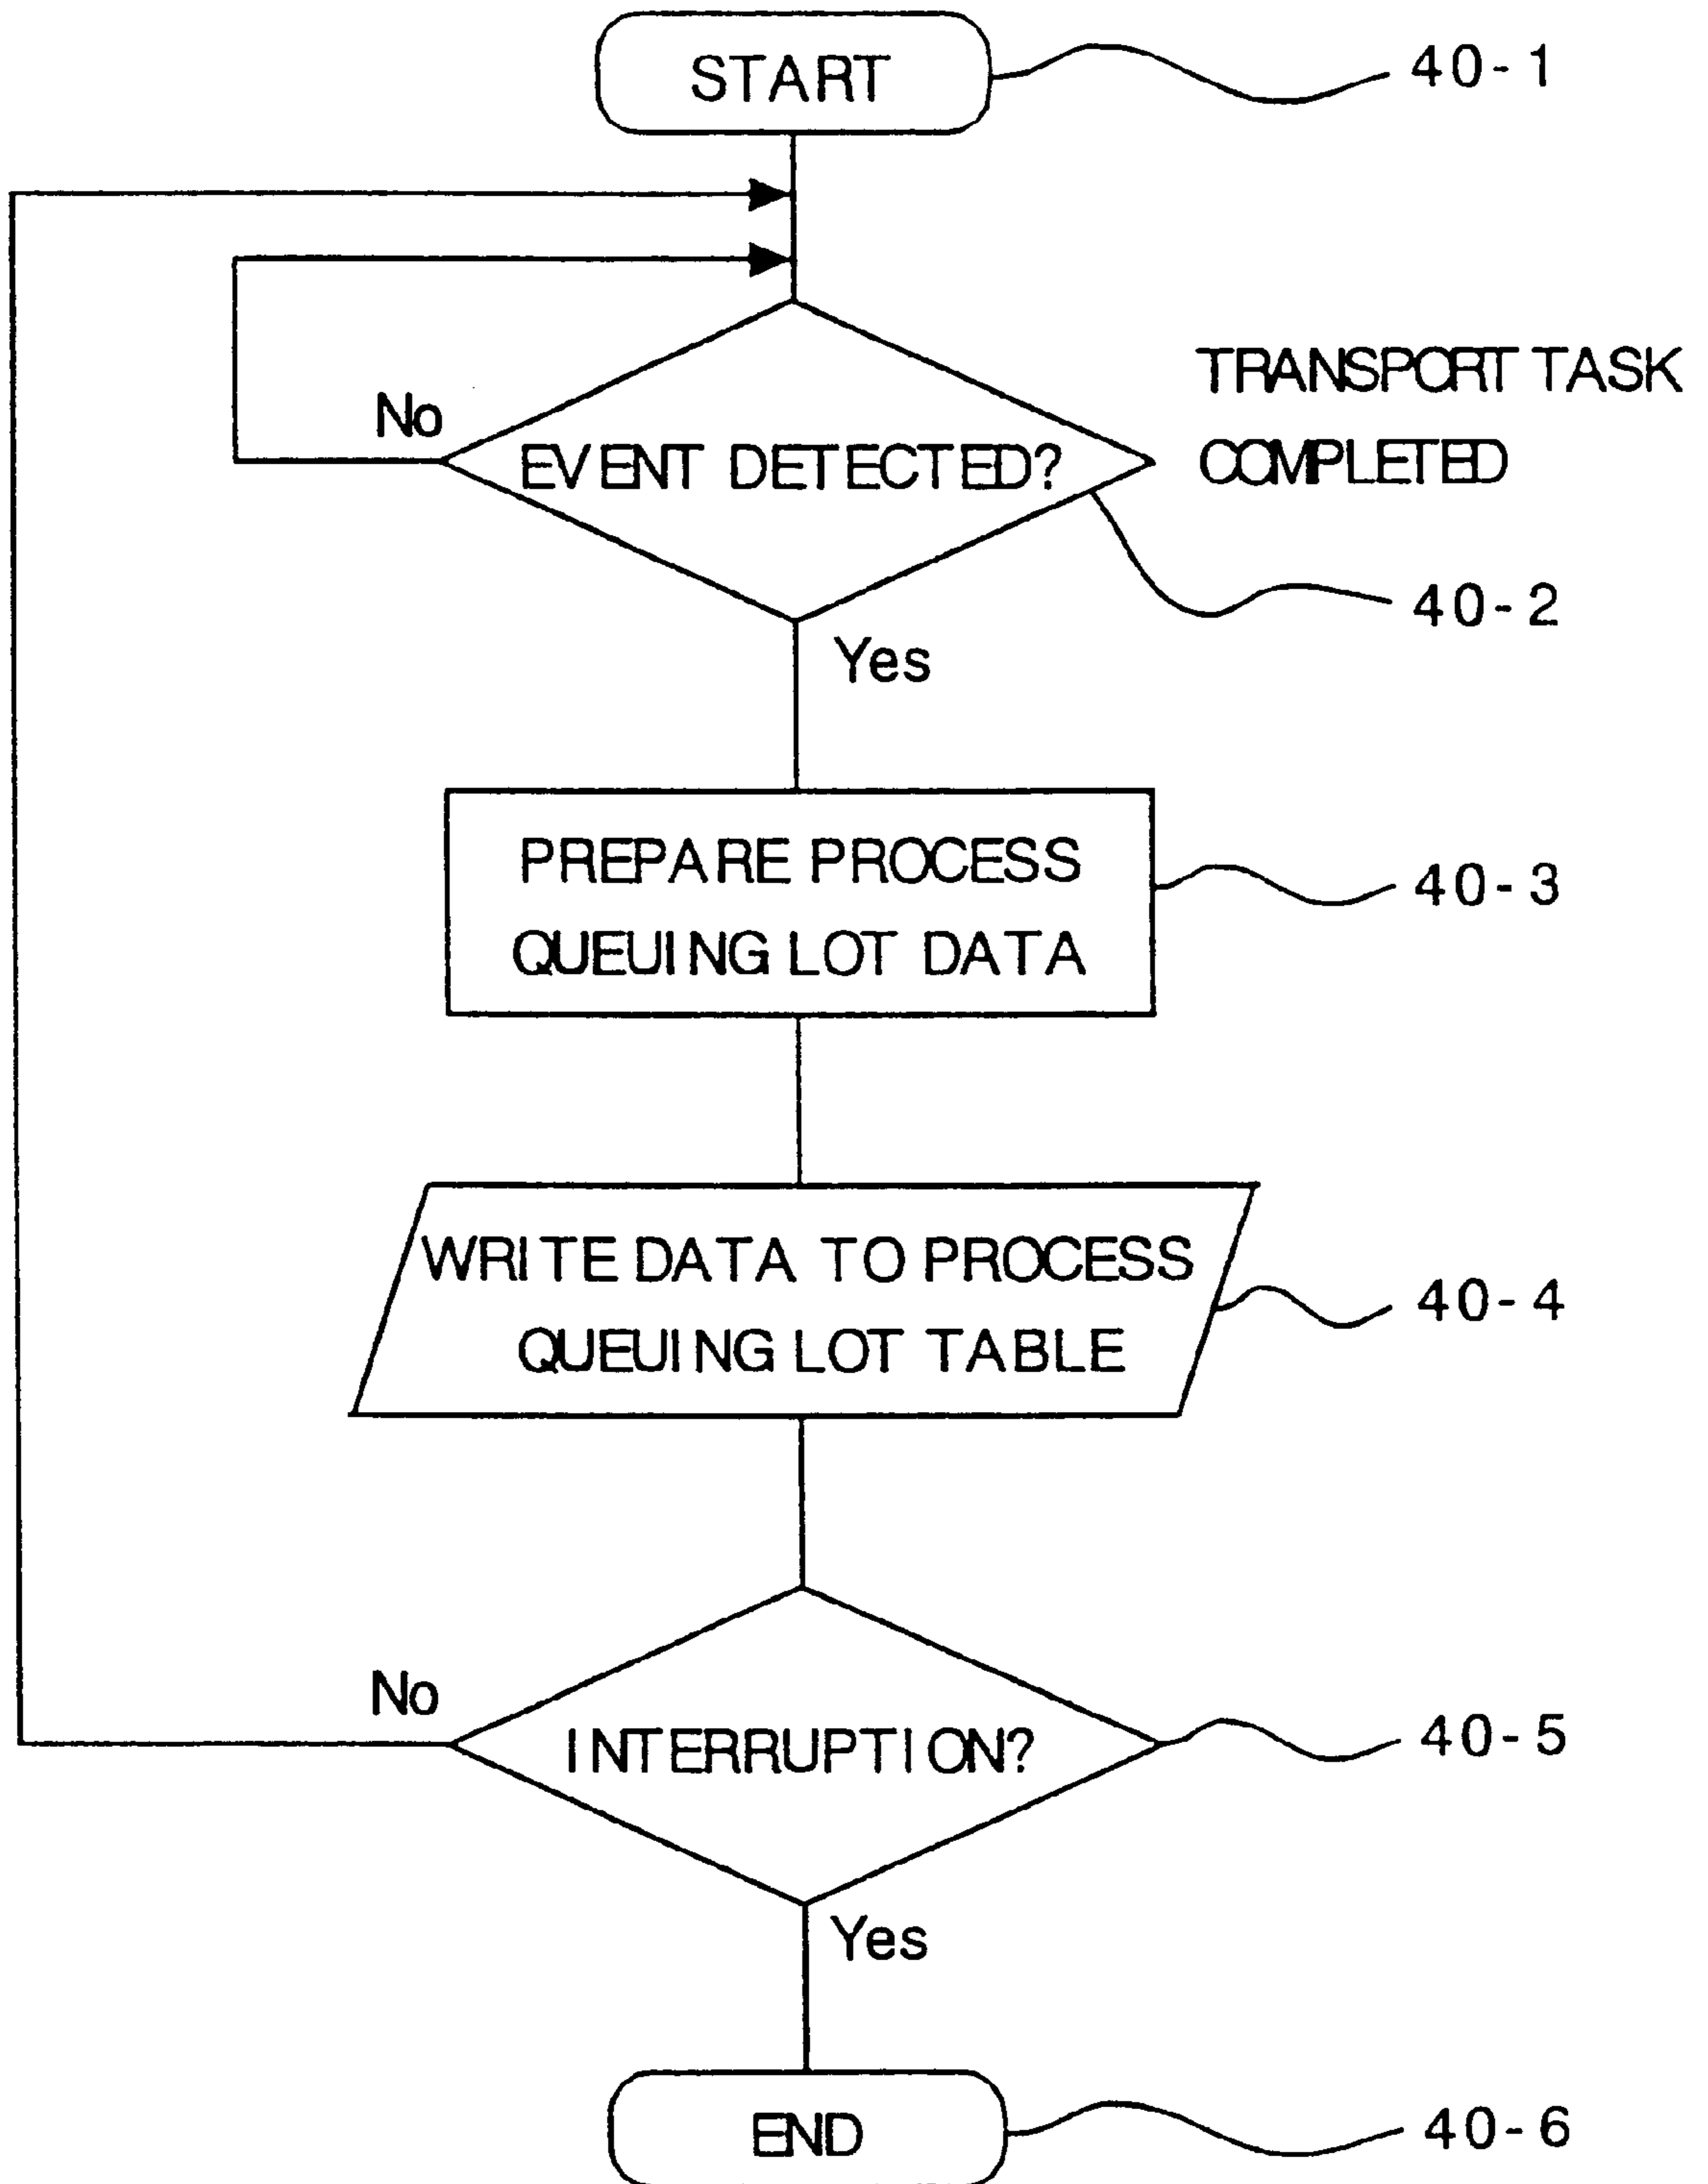 START
40-1
No
EVENT DETECTED?
TRANSPORT TASK
COMPLETED
40-2
Yes
PREPARE PROCESS
QUEUING LOT DATA
40-3
WRITE DATA TO PROCESS
QUEUING LOT TABLE
40-4
No
INTERRUPTION?
40-5
Yes
END
40-6